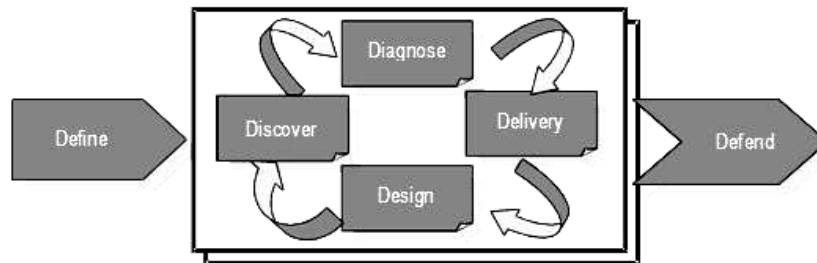 Diagnose
Define
Discover
Delivery
Defend
Design